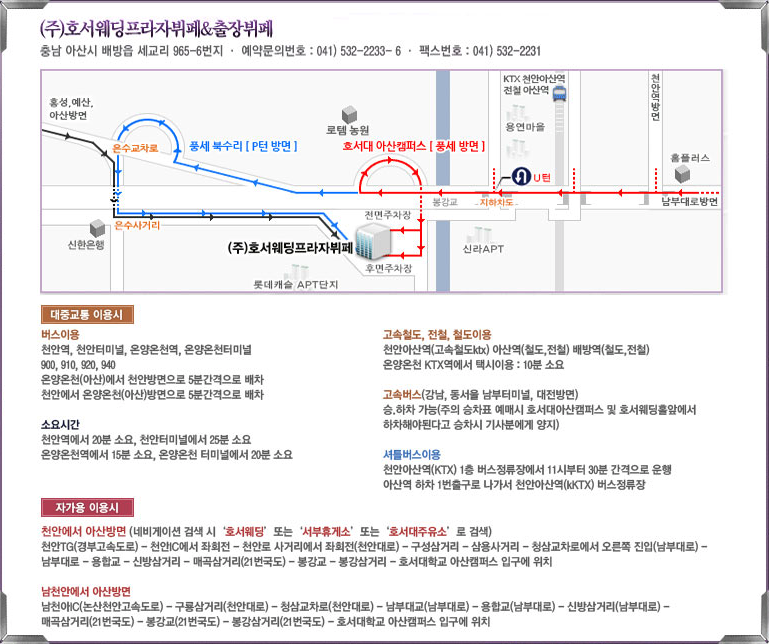 (주)호서웨딩프라자뷔페&출장뷔페
충남 아산시 배방읍 세교리 965-6번지 · 예약문의번호 : 041) 532-2233- 6 · 팩스번호 : 041) 532-2231
홍성,예산,
아산방면
온수교차로
풍세 북수리 [ P턴 방면 ]
로템 농원
호서대 아산캠퍼스 [ 풍세 방면 ]
KTX 천안아산역
전철 아산역
용연마을
U턴
천안역방면
홈플러스
남부대로방면
봉강교
지하차도
신한은행
온수사거리
(주)호서웨딩프라자뷔페
전면주차장
후면주차장
신라APT
롯데캐슬 APT단지
대중교통 이용시
버스이용
천안역, 천안터미널, 온양온천역, 온양온천터미널
900, 910, 920, 940
온양온천(아산)에서 천안방면으로 5분간격으로 배차
천안에서 온양온천(아산)방면으로 5분간격으로 배차
소요시간
천안역에서 20분 소요, 천안터미널에서 25분 소요
온양온천역에서 15분 소요, 온양온천 터미널에서 20분 소요
고속철도, 전철, 철도이용
천안아산역(고속철도ktx) 아산역(철도,전철) 배방역(철도,전철)
온양온천 KTX역에서 택시이용 : 10분 소요
고속버스(강남, 동서울 남부터미널, 대전방면)
승,하차 가능(주의 승차표 예매시 호서대아산캠퍼스 및 호서웨딩홀앞에서
하차해야된다고 승차시 기사분에게 양지)
셔틀버스이용
천안아산역(KTX) 1층 버스정류장에서 11시부터 30분 간격으로 운행
아산역 하차 1번출구로 나가서 천안아산역(kKTX) 버스정류장
자가용 이용시
천안에서 아산방면 (네비게이션 검색 시 '호서웨딩' 또는 '서부휴게소' 또는 '호서대주유소' 로 검색)
천안TG(경부고속도로) - 천안IC에서 좌회전 - 천안로 사거리에서 좌회전(천안대로) - 구성삼거리 - 삼용사거리 - 청삼교차로에서 오른쪽 진입(남부대로) -
남부대로 - 용합교 - 신방삼거리 - 매곡삼거리(21번국도) - 봉강교 - 봉강삼거리 - 호서대학교 아산캠퍼스 입구에 위치
남천안에서 아산방면
남천아IC(논산천안고속도로) - 구룡삼거리(천안대로) - 청삼교차로(천안대로) - 남부대교(남부대로) - 용합교(남부대로) - 신방삼거리(남부대로) -
매곡삼거리(21번국도) - 봉강교(21번국도) - 봉강삼거리(21번국도) - 호서대학교 아산캠퍼스 입구에 위치